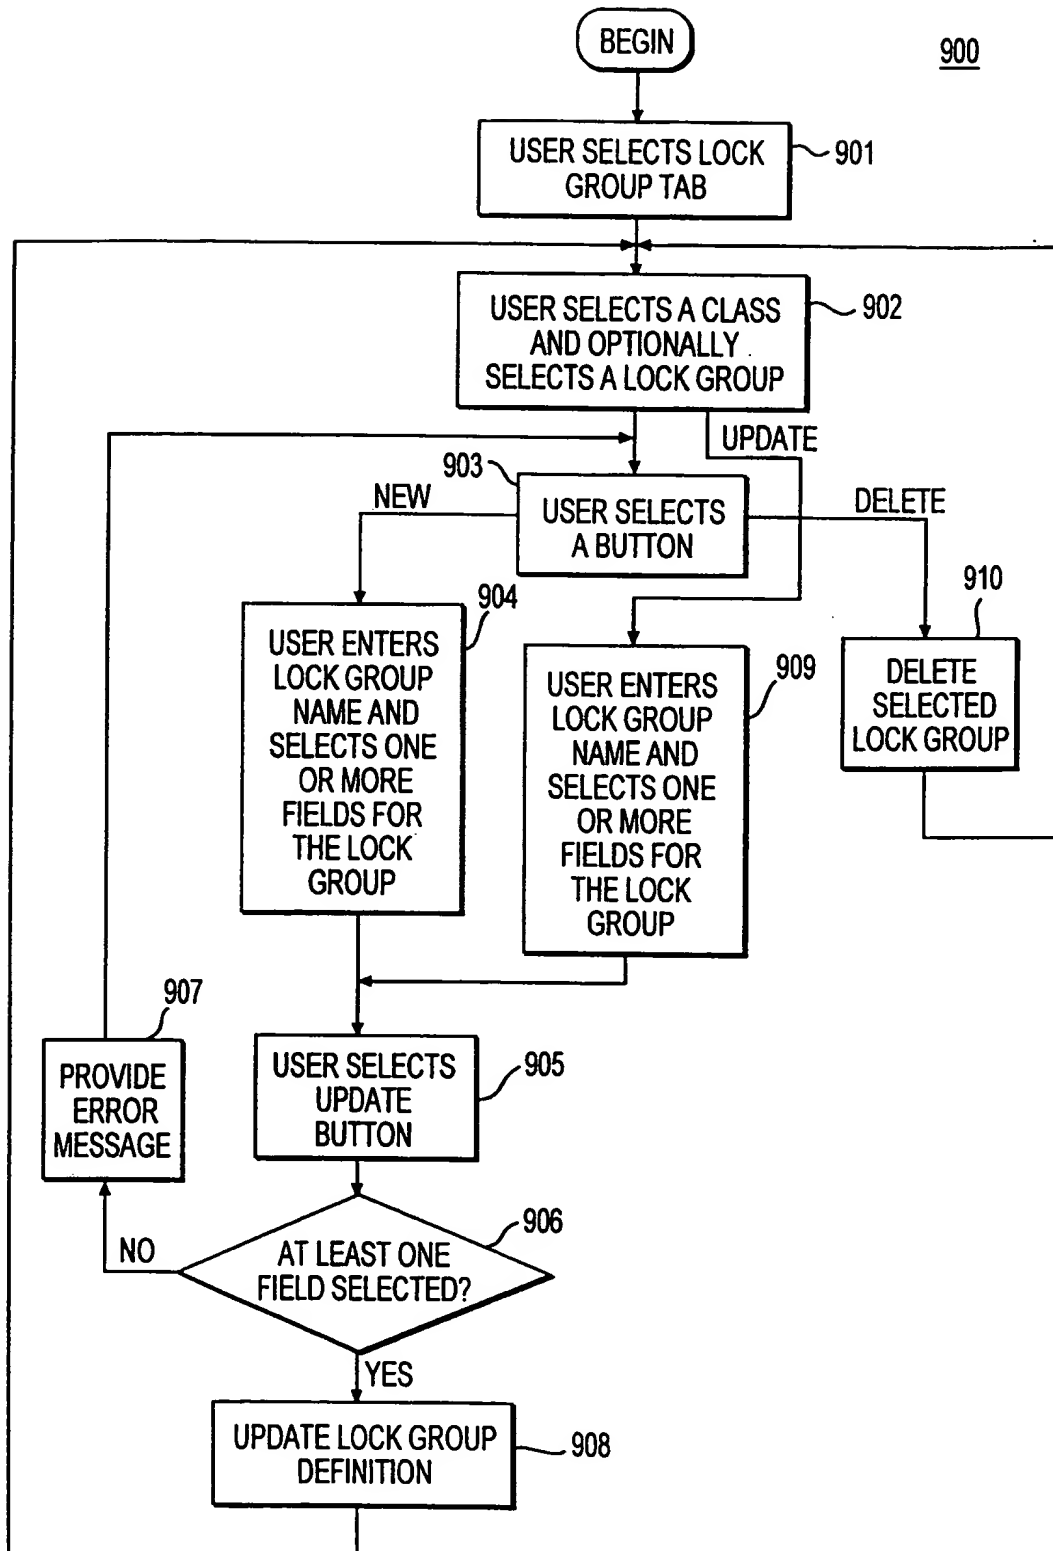 BEGIN
900
USER SELECTS LOCK
GROUP TAB
901
USER SELECTS A CLASS
AND OPTIONALLY
SELECTS A LOCK GROUP
902
UPDATE
903
NEW
USER SELECTS
A BUTTON
DELETE
904
USER ENTERS
LOCK GROUP
NAME AND
SELECTS ONE
OR MORE
FIELDS FOR
THE LOCK
GROUP
909
USER ENTERS
LOCK GROUP
NAME AND
SELECTS ONE
OR MORE
FIELDS FOR
THE LOCK
GROUP
910
DELETE
SELECTED
LOCK GROUP
907
PROVIDE
ERROR
MESSAGE
USER SELECTS
UPDATE
BUTTON
905
906
NO
AT LEAST ONE
FIELD SELECTED?
YES
UPDATE LOCK GROUP
DEFINITION
908